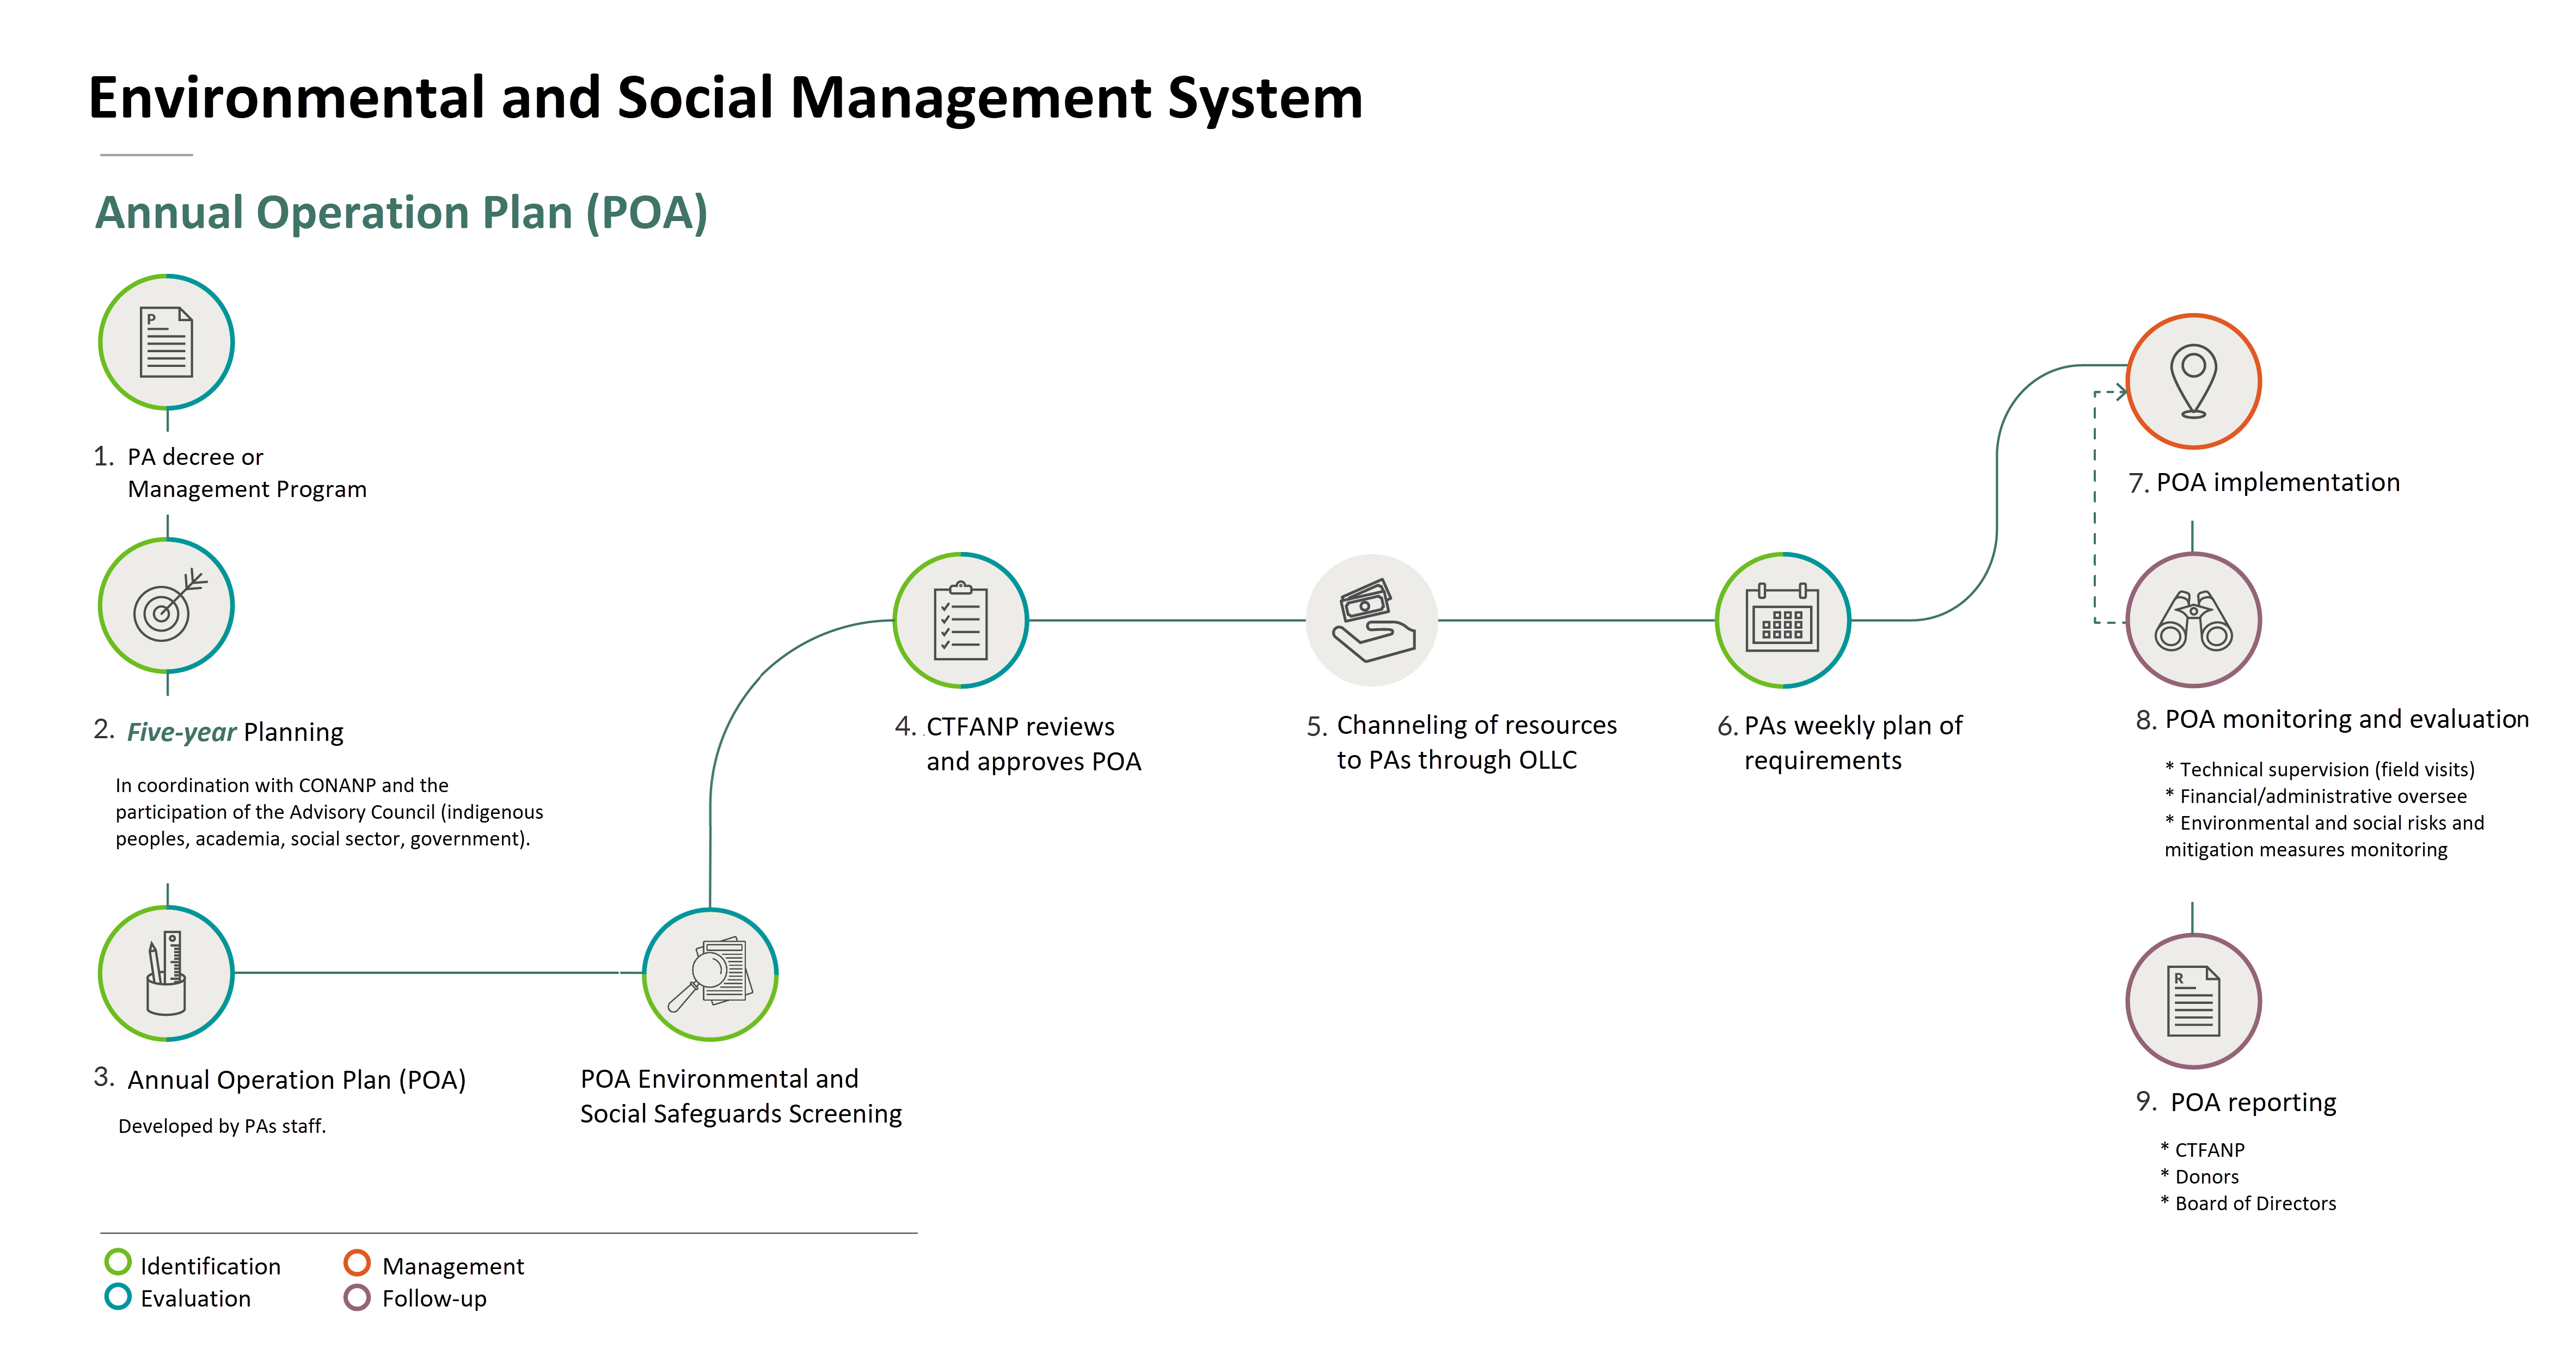 Environmental and Social Management System
Annual Operation Plan (POA)
P
1. PA decree or
Management Program
2. Five-year Planning
In coordination with CONANP and the
participation of the Advisory Council (indigenous
peoples, academia, social sector, government).
3. Annual Operation Plan (POA)
Developed by PAs staff.
POA Environmental and
Social Safeguards Screening
4. CTFANP reviews
and approves POA
5. Channeling of resources
to PAs through OLLC
6. PAs weekly plan of
requirements
7. POA implementation
8. POA monitoring and evaluation
* Technical supervision (field visits)
* Financial/administrative oversee
* Environmental and social risks and
mitigation measures monitoring
R
9. POA reporting
* CTFANP
* Donors
* Board of Directors
Identification
Evaluation
Management
Follow-up